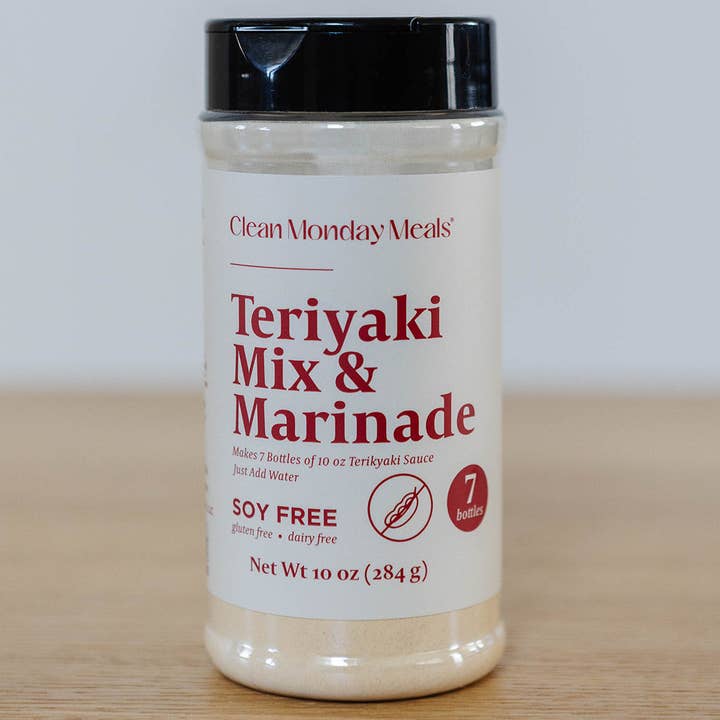 Clean Monday Meals®
Teriyaki
Mix &
Marinade
Makes 7 Bottles of 10 oz Terikyaki Sauce
Just Add Water
SOY FREE
gluten free • dairy free
7
bottles
Net Wt 10 oz (284 g)